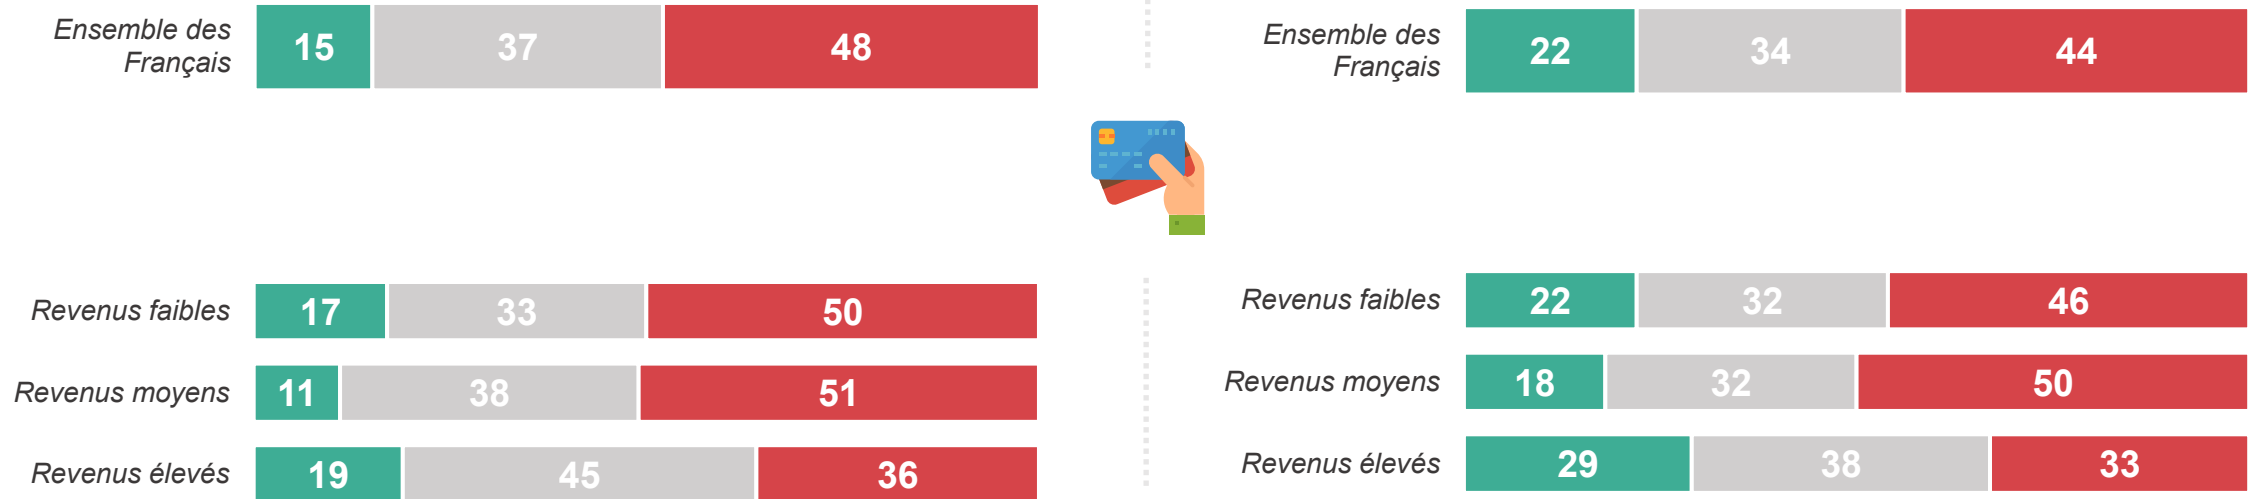 Ensemble des
Français
15 37 48
Revenus faibles 17 33 50
Revenus moyens 11 38 51
Revenus élevés 19 45 36
Ensemble des
Français
22 34 44
Revenus faibles 22 32 46
Revenus moyens 18 32 50
Revenus élevés 29 38 33